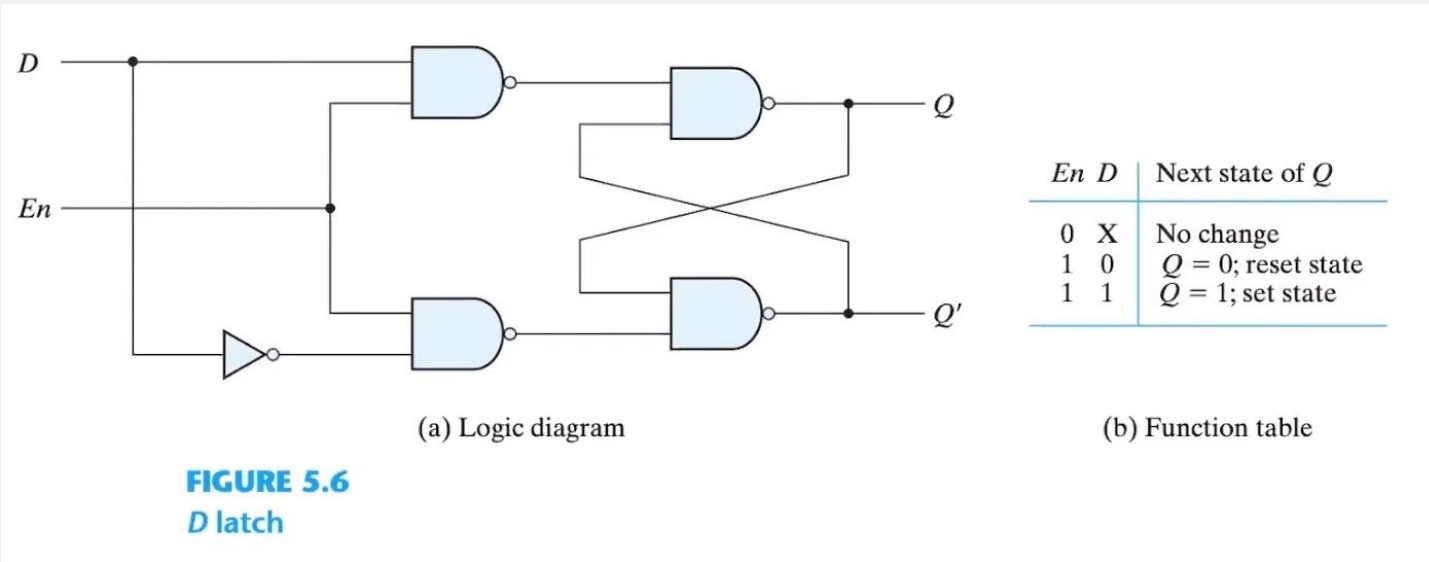 D
En
Q
Q'
En D Next state of Q
0 X No change
1 0 Q = 0; reset state
1 1 Q = 1; set state
(a) Logic diagram
(b) Function table
FIGURE 5.6
D latch